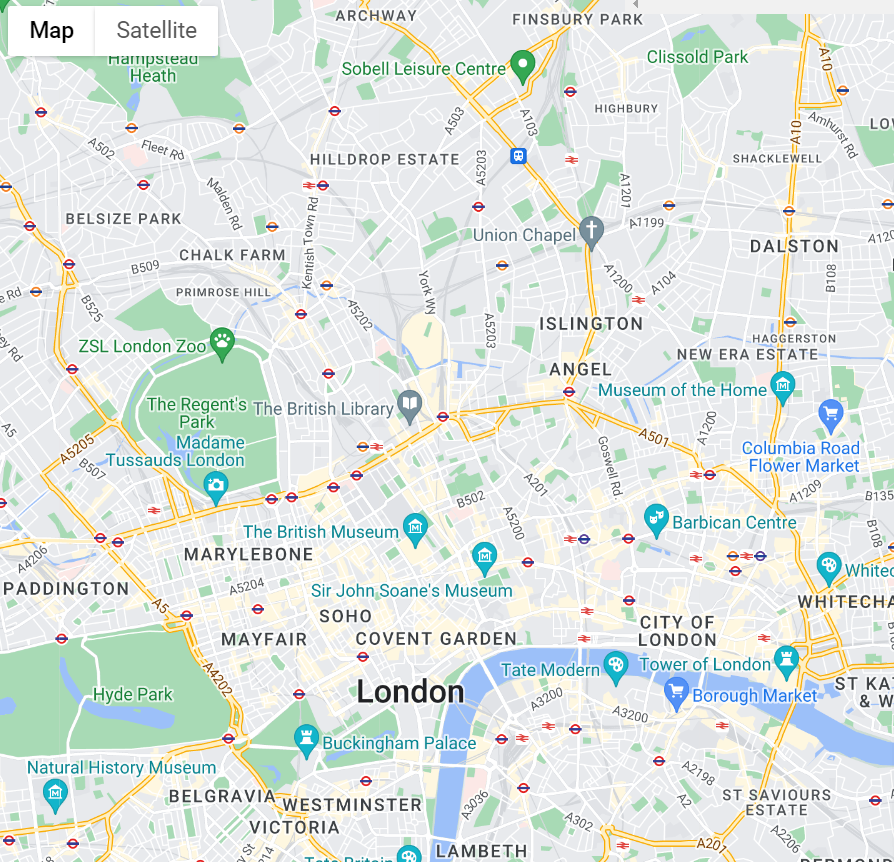 ARCHWAY
FINSBURY PARK
Map
Satellite
Hampstead
Heath
Sobell Leisure Centre
Clissold Park
A10
A503
A103
HIGHBURY
A10
Amhurst Rd
A502
Fleet Rd
HILLDROP ESTATE
A5203
SHACKLEWELL
Malden Rd
A1207
BELSIZE PARK
Kentish Town Rd
Union Chapel
A1199
DALSTON
CHALK FARM
B509
A1200
A104
B108
York Wy
PRIMROSE HILL
B525
A5202
A5203
ISLINGTON
HAGGERSTON
ZSL London Zoo
NEW ERA ESTATE
ANGEL
Museum of the Home
The Regent's
Park
The British Library
A5
A5205
Madame
Tussauds London
A501
A1200
Columbia Road
Flower Market
B507
Goswell Rd
A201
B502
A1209
B135
A5200
B108
The British Museum
Barbican Centre
A4206
MARYLEBONE
PADDINGTON
A5204
Sir John Soane's Museum
A5
SOHO
CITY OF
LONDON
MAYFAIR
COVENT GARDEN
A4202
Tate Modern
Tower of London
Hyde Park
London
A3200
A3200
Borough Market
Buckingham Palace
Natural History Museum
A2198
BELGRAVIA
WESTMINSTER
A3036
A2
ST SAVIOURS
ESTATE
VICTORIA
A302
A201
A2206
LAMBETH